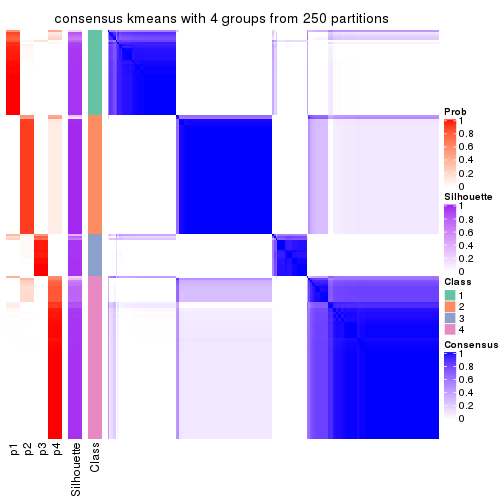 consensus kmeans with 4 groups from 250 partitions
Prob
1
0.8
0.6
0.4
0.2
0
Silhouette
1
0.8
0.6
0.4
0.2
0
Class
1
2
3
4
Consensus
1
0.8
0.6
0.4
0.2
0
p1
p2
p3
p4
Silhouette
Class